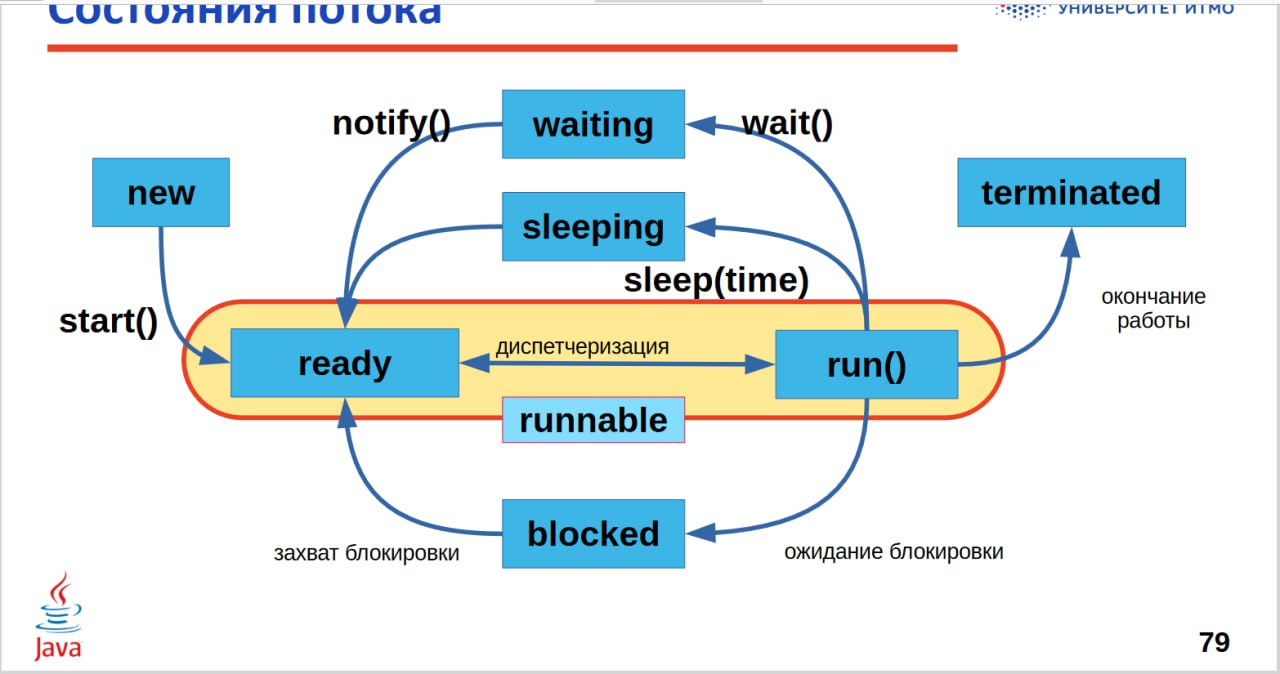 Состояния потока
УНИВЕРСИТЕТ ИТМО
notify()
waiting
wait()
new
terminated
sleeping
sleep(time)
start()
окончание
работы
ready
диспетчеризация
run()
runnable
blocked
захват блокировки
ожидание блокировки
Java
79